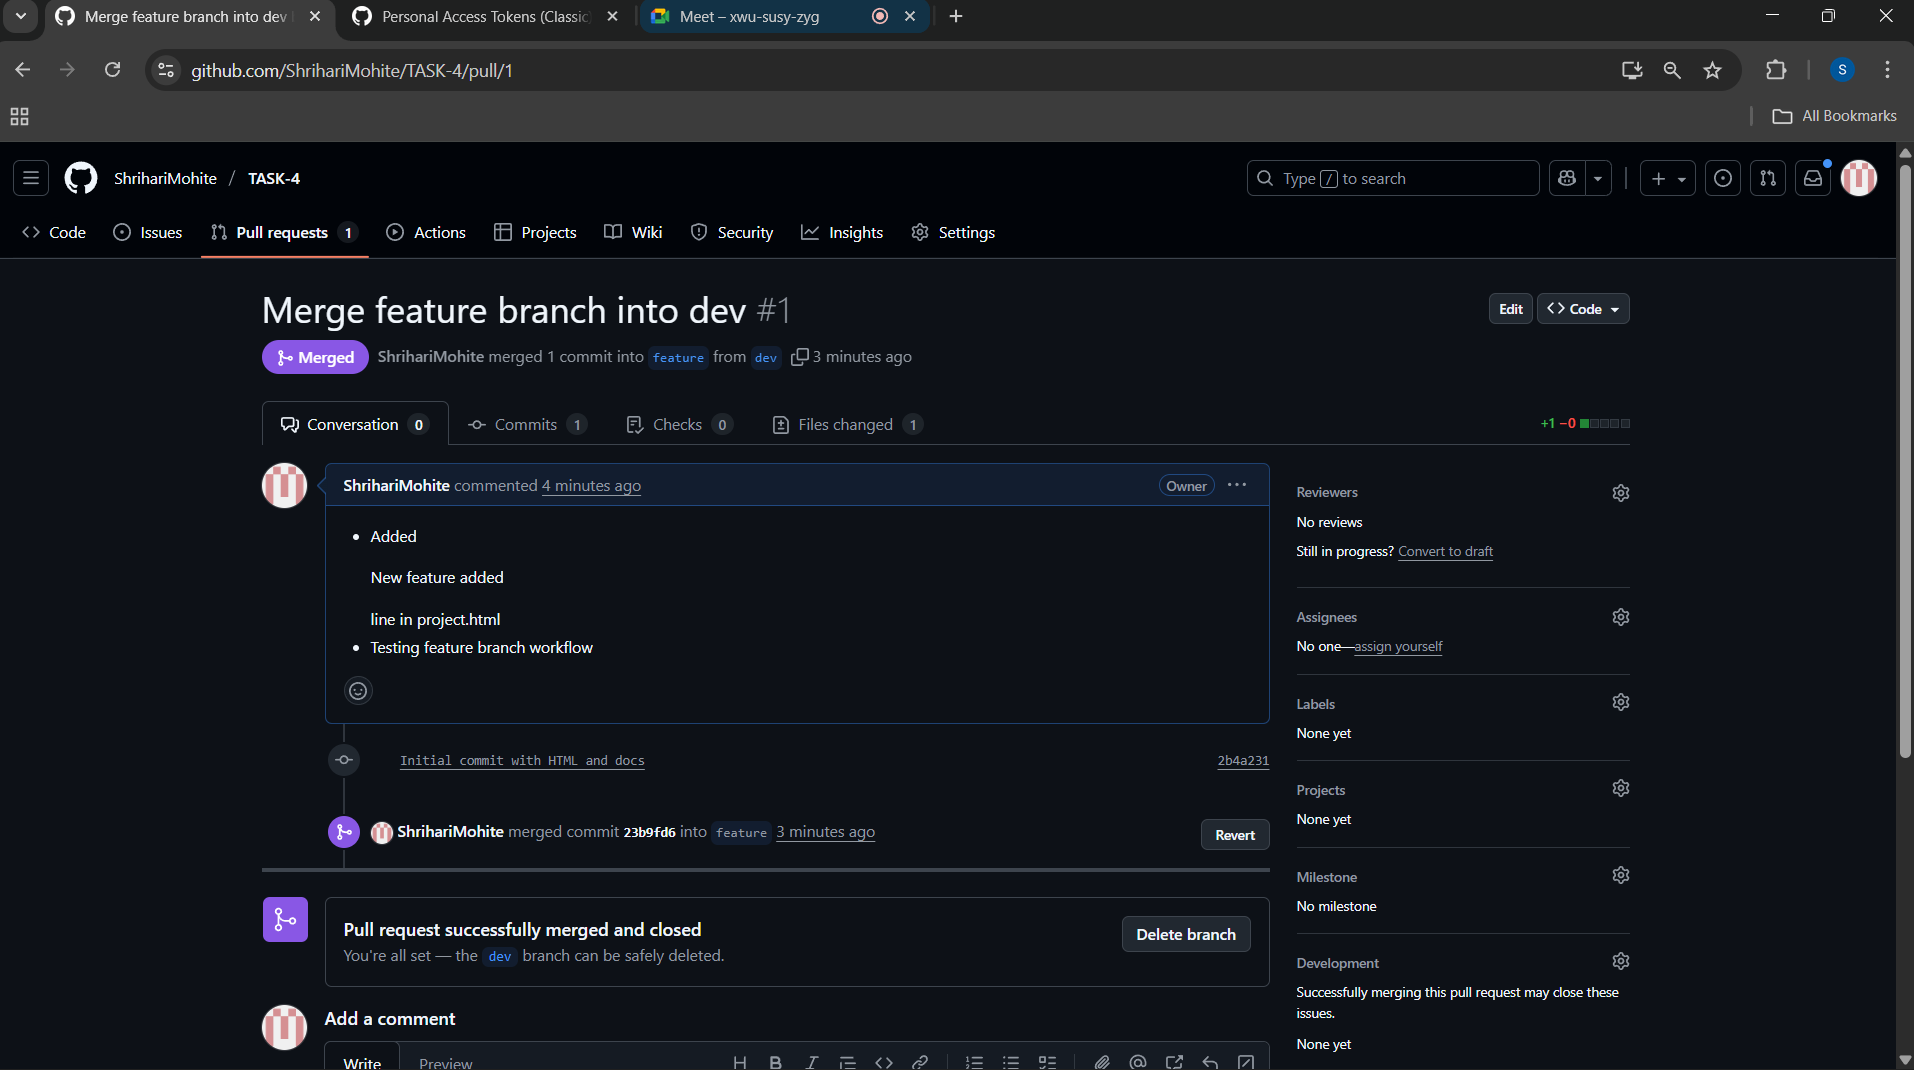 Merge feature branch into dev
Personal Access Tokens (Classic
Meet – xwu-susy-zyg
github.com/ShrihariMohite/TASK-4/pull/1
S
All Bookmarks
ShrihariMohite / TASK-4
Type / to search
Code
Issues
Pull requests 1
Actions
Projects
Wiki
Security
Insights
Settings
Merge feature branch into dev #1
Edit
Code
Merged
ShrihariMohite merged 1 commit into feature from dev 3 minutes ago
Conversation 0
Commits 1
Checks 0
Files changed 1
+1 −0
ShrihariMohite commented 4 minutes ago
Owner
• Added
New feature added
line in project.html
• Testing feature branch workflow
Initial commit with HTML and docs
2b4a231
ShrihariMohite merged commit 23b9fd6 into feature 3 minutes ago
Revert
Pull request successfully merged and closed
You're all set — the dev branch can be safely deleted.
Delete branch
Add a comment
Write
Preview
Reviewers
No reviews
Still in progress? Convert to draft
Assignees
No one—assign yourself
Labels
None yet
Projects
None yet
Milestone
No milestone
Development
Successfully merging this pull request may close these
issues.
None yet